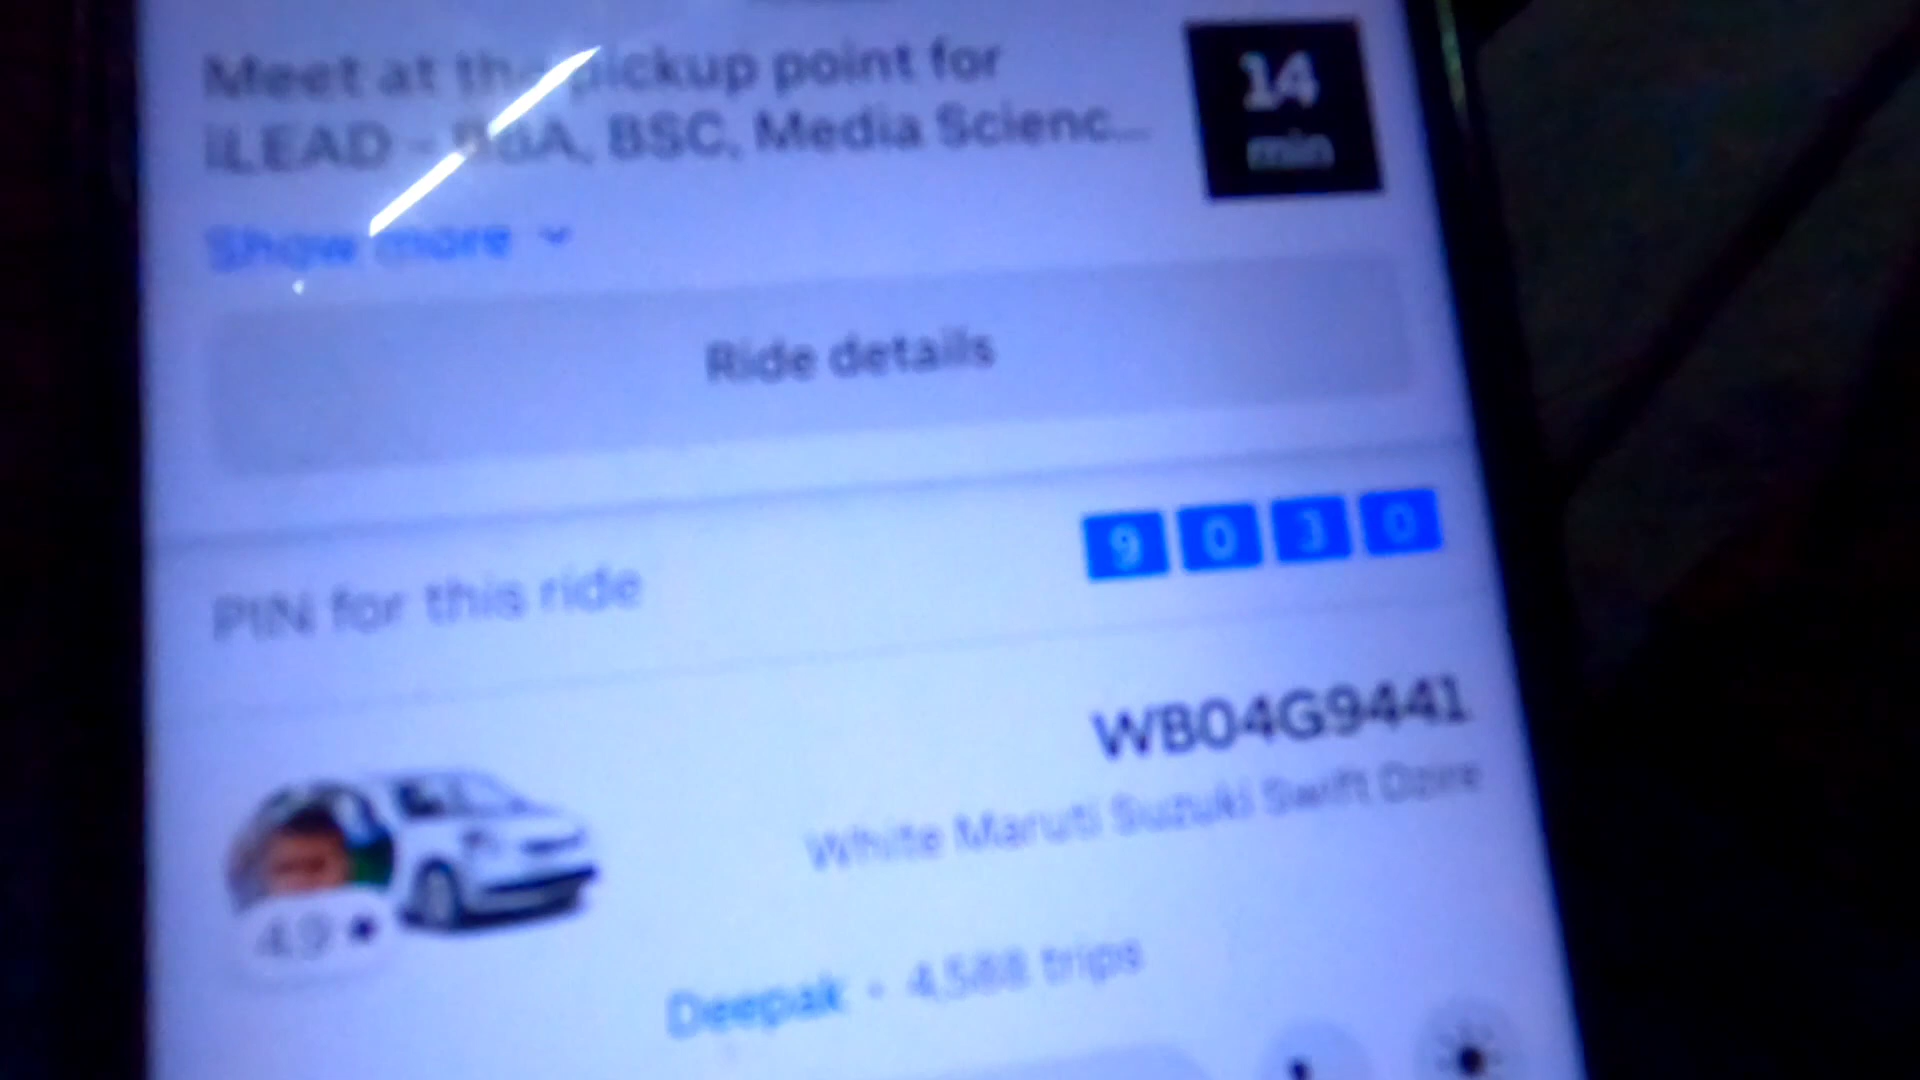 Meet at the pickup point for
iLEAD - BBA, BSC, Media Scienc...
14
min
Show more
Ride details
PIN for this ride
9 0 3 0
WB04G9441
White Maruti Suzuki Swift Dzire
4.9
Deepak • 4,588 trips